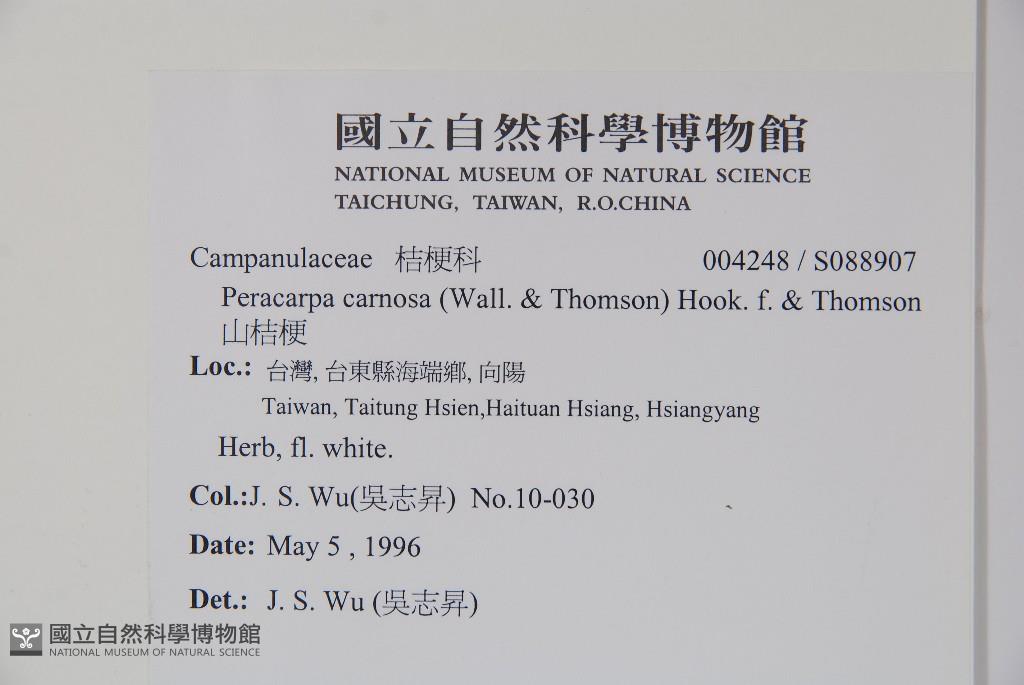 國立自然科學博物館
NATIONAL MUSEUM OF NATURAL SCIENCE
TAICHUNG, TAIWAN, R.O.CHINA
Campanulaceae 桔梗科 004248 / S088907
Peracarpa carnosa (Wall. & Thomson) Hook. f. & Thomson
山桔梗
Loc.: 台灣, 台東縣海端鄉, 向陽
Taiwan, Taitung Hsien,Haituan Hsiang, Hsiangyang
Herb, fl. white.
Col.:J. S. Wu(吳志昇) No.10-030
Date: May 5 , 1996
Det.: J. S. Wu (吳志昇)
國立自然科學博物館
NATIONAL MUSEUM OF NATURAL SCIENCE